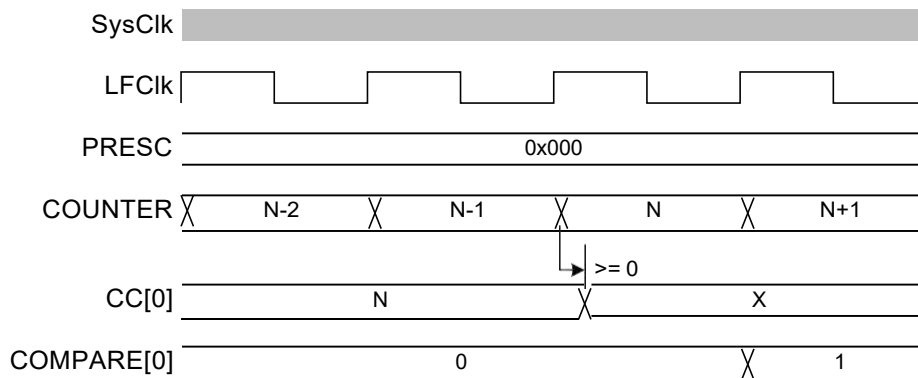 SysClk
LFClk
PRESC 0x000
COUNTER N-2 N-1 N N+1
>= 0
CC[0] N X
COMPARE[0] 0 1